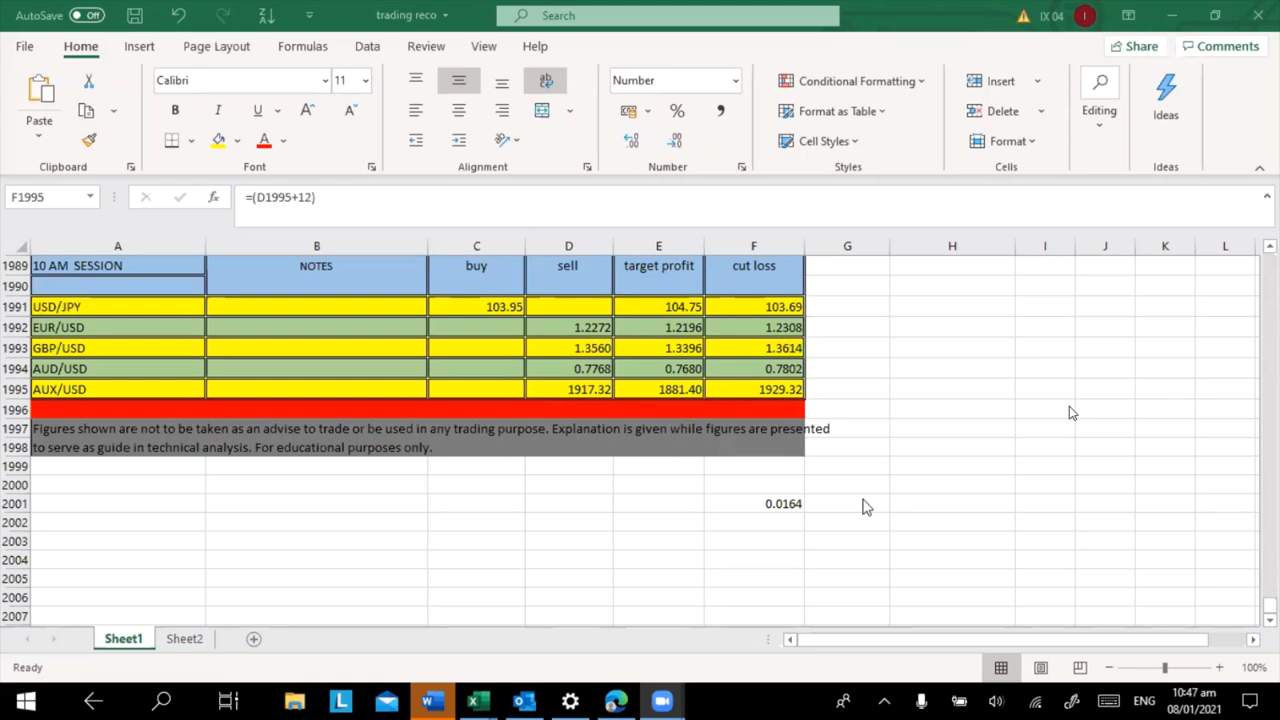 AutoSave Off trading reco Search IX 04 I
File Home Insert Page Layout Formulas Data Review View Help Share Comments
Paste
Clipboard
Calibri 11
B I U A A
A
Font
ab
Alignment
Number
% ,
Number
Conditional Formatting
Format as Table
Cell Styles
Styles
Insert
Delete
Format
Cells
Editing
Ideas
Ideas
F1995 fx =(D1995+12)
A B C D E F G H I J K L
1989 10 AM SESSION NOTES buy sell target profit cut loss
1990
1991 USD/JPY 103.95 104.75 103.69
1992 EUR/USD 1.2272 1.2196 1.2308
1993 GBP/USD 1.3560 1.3396 1.3614
1994 AUD/USD 0.7768 0.7680 0.7802
1995 AUX/USD 1917.32 1881.40 1929.32
1996
1997 Figures shown are not to be taken as an advise to trade or be used in any trading purpose. Explanation is given while figures are presented
1998 to serve as guide in technical analysis. For educational purposes only.
1999
2000
2001 0.0164
2002
2003
2004
2005
2006
2007
Sheet1 Sheet2
Ready 100%
ENG 10:47 am
08/01/2021